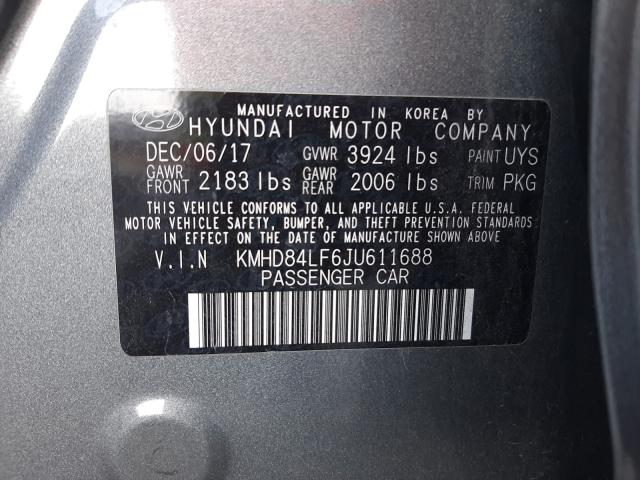 MANUFACTURED IN KOREA BY
HYUNDAI MOTOR COMPANY
DEC/06/17 GVWR 3924 lbs PAINT UYS
GAWR FRONT 2183 lbs GAWR REAR 2006 lbs TRIM PKG
THIS VEHICLE CONFORMS TO ALL APPLICABLE U.S.A. FEDERAL
MOTOR VEHICLE SAFETY, BUMPER, AND THEFT PREVENTION STANDARDS
IN EFFECT ON THE DATE OF MANUFACTURE SHOWN ABOVE
V.I.N KMHD84LF6JU611688
PASSENGER CAR